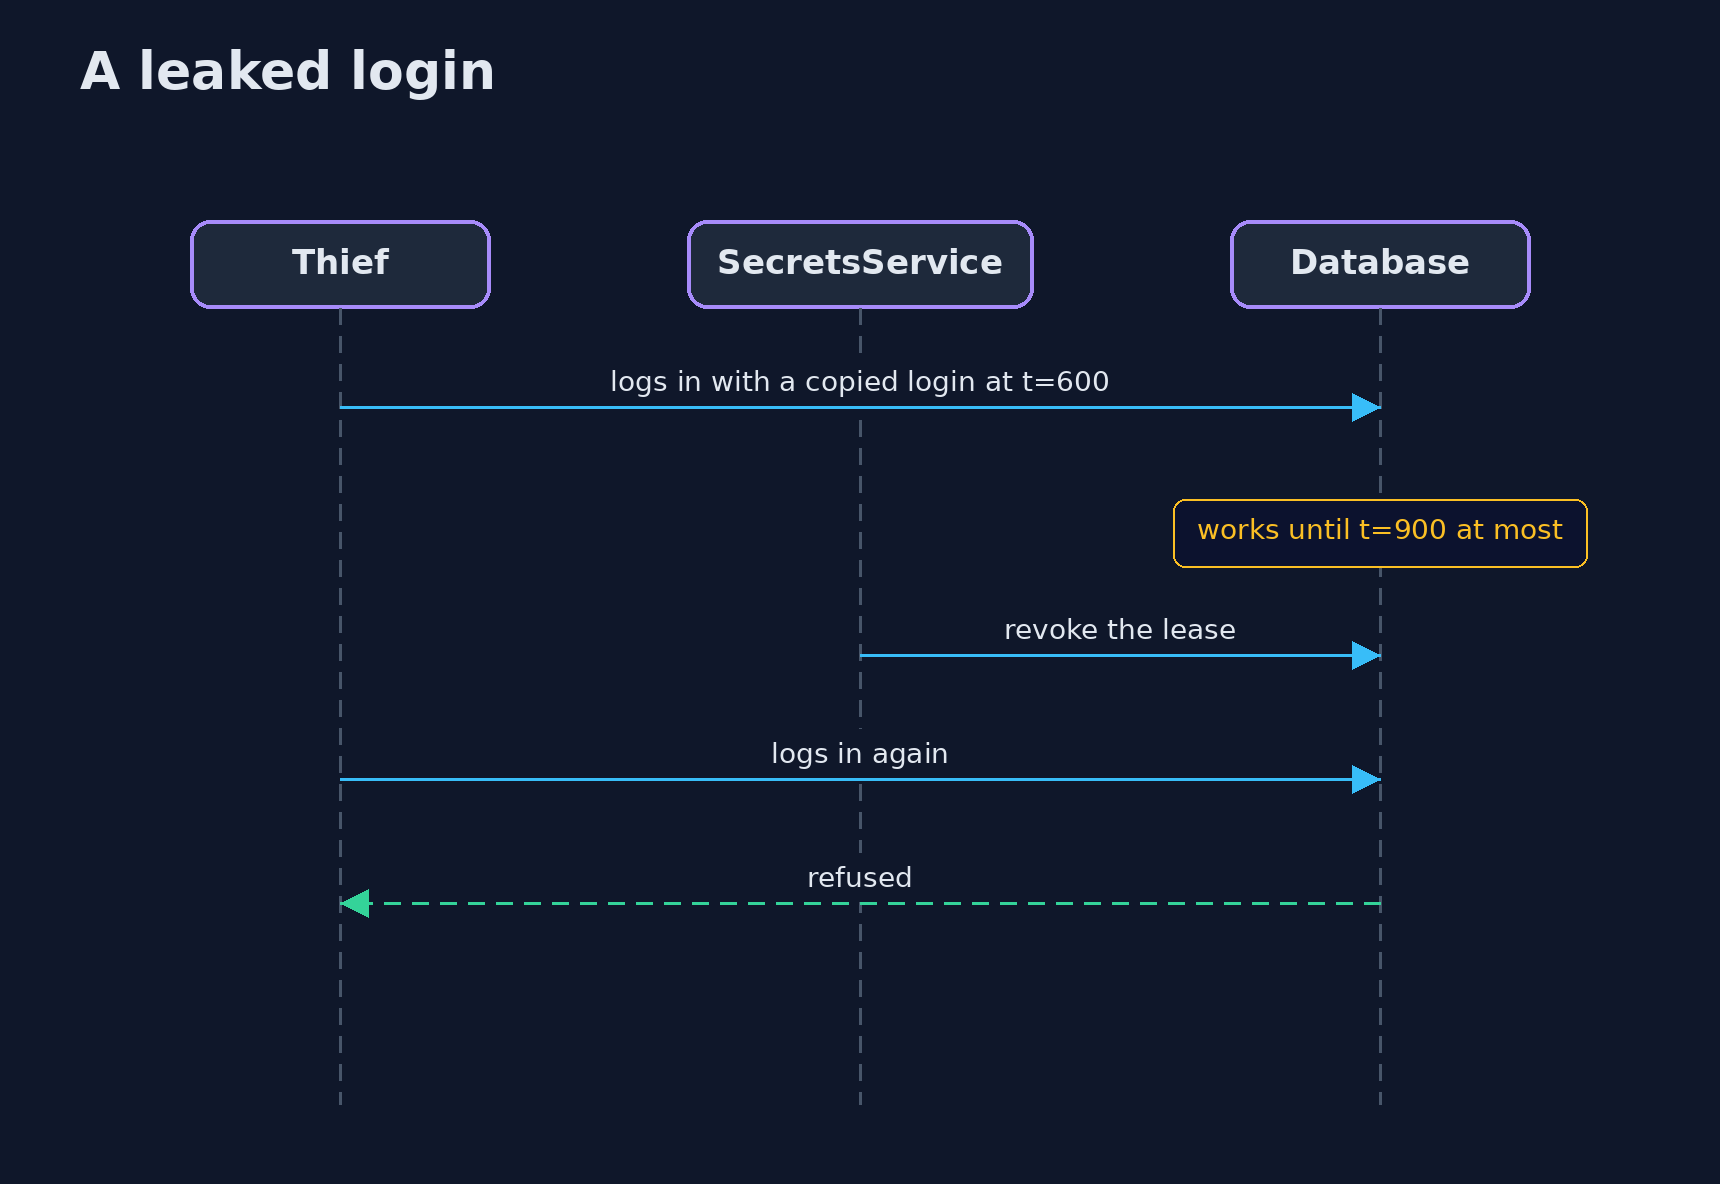 A leaked login
Thief
SecretsService
Database
logs in with a copied login at t=600
works until t=900 at most
revoke the lease
logs in again
refused